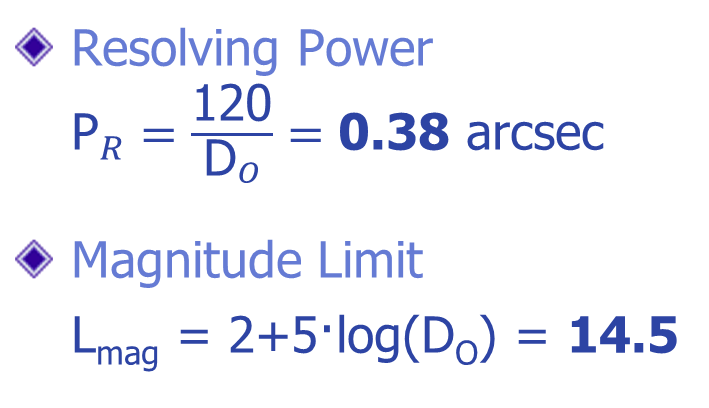 Resolving Power
P_R = 120/D_O = 0.38 arcsec
Magnitude Limit
L_mag = 2+5·log(D_O) = 14.5